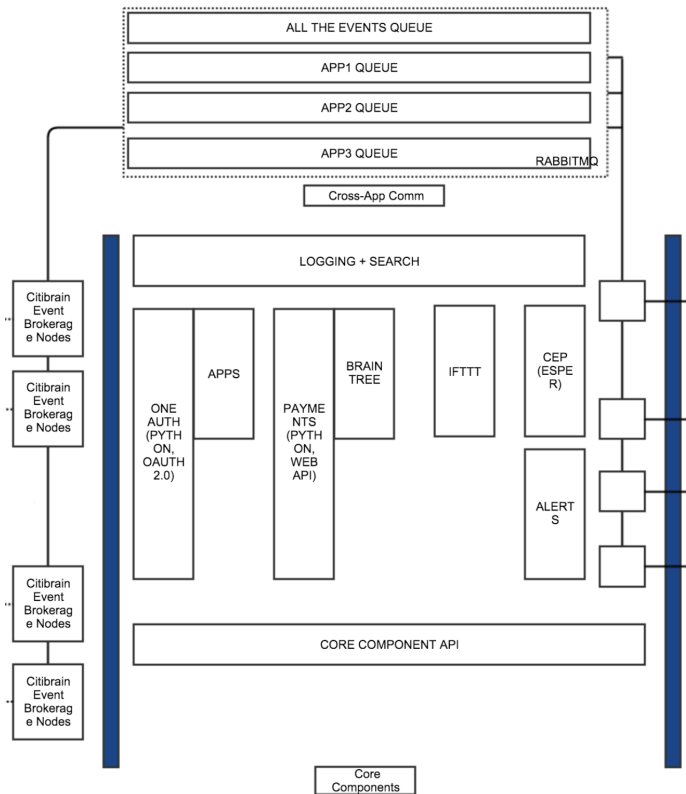 ALL THE EVENTS QUEUE
APP1 QUEUE
APP2 QUEUE
APP3 QUEUE
RABBITMQ
Cross-App Comm
LOGGING + SEARCH
Citibrain
Event
Brokerag
e Nodes
Citibrain
Event
Brokerag
e Nodes
Citibrain
Event
Brokerag
e Nodes
Citibrain
Event
Brokerag
e Nodes
ONE
AUTH
(PYTH
ON,
OAUTH
2.0)
APPS
PAYME
NTS
(PYTH
ON,
WEB
API)
BRAIN
TREE
IFTTT
CEP
(ESPE
R)
ALERT
S
CORE COMPONENT API
Core
Components